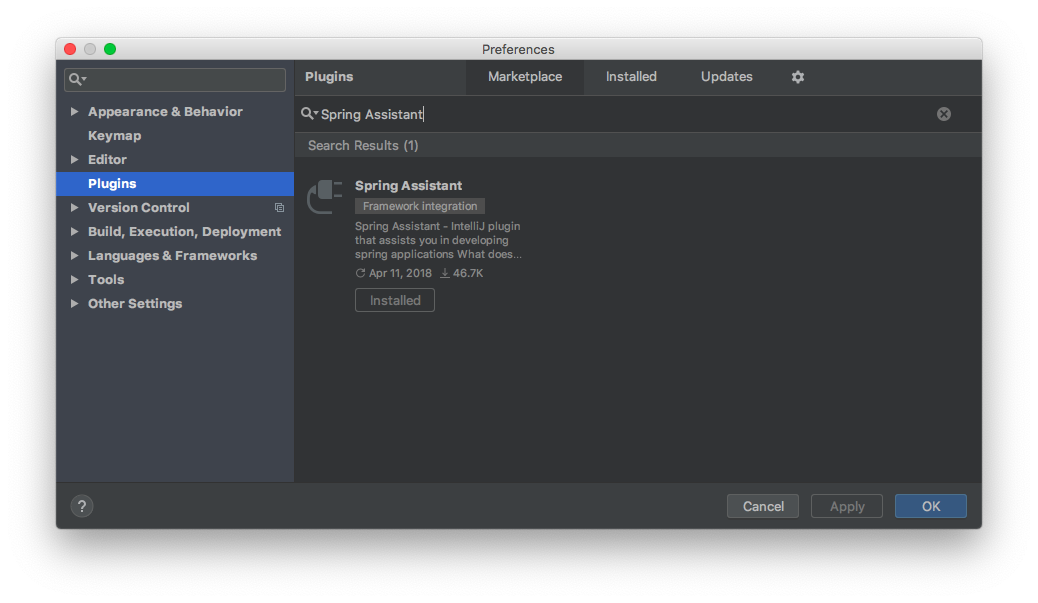 Preferences
Plugins Marketplace Installed Updates
Spring Assistant
Search Results (1)
Appearance & Behavior
Keymap
Editor
Plugins
Version Control
Build, Execution, Deployment
Languages & Frameworks
Tools
Other Settings
Spring Assistant
Framework integration
Spring Assistant - IntelliJ plugin
that assists you in developing
spring applications What does...
Apr 11, 2018 46.7K
Installed
? Cancel Apply OK